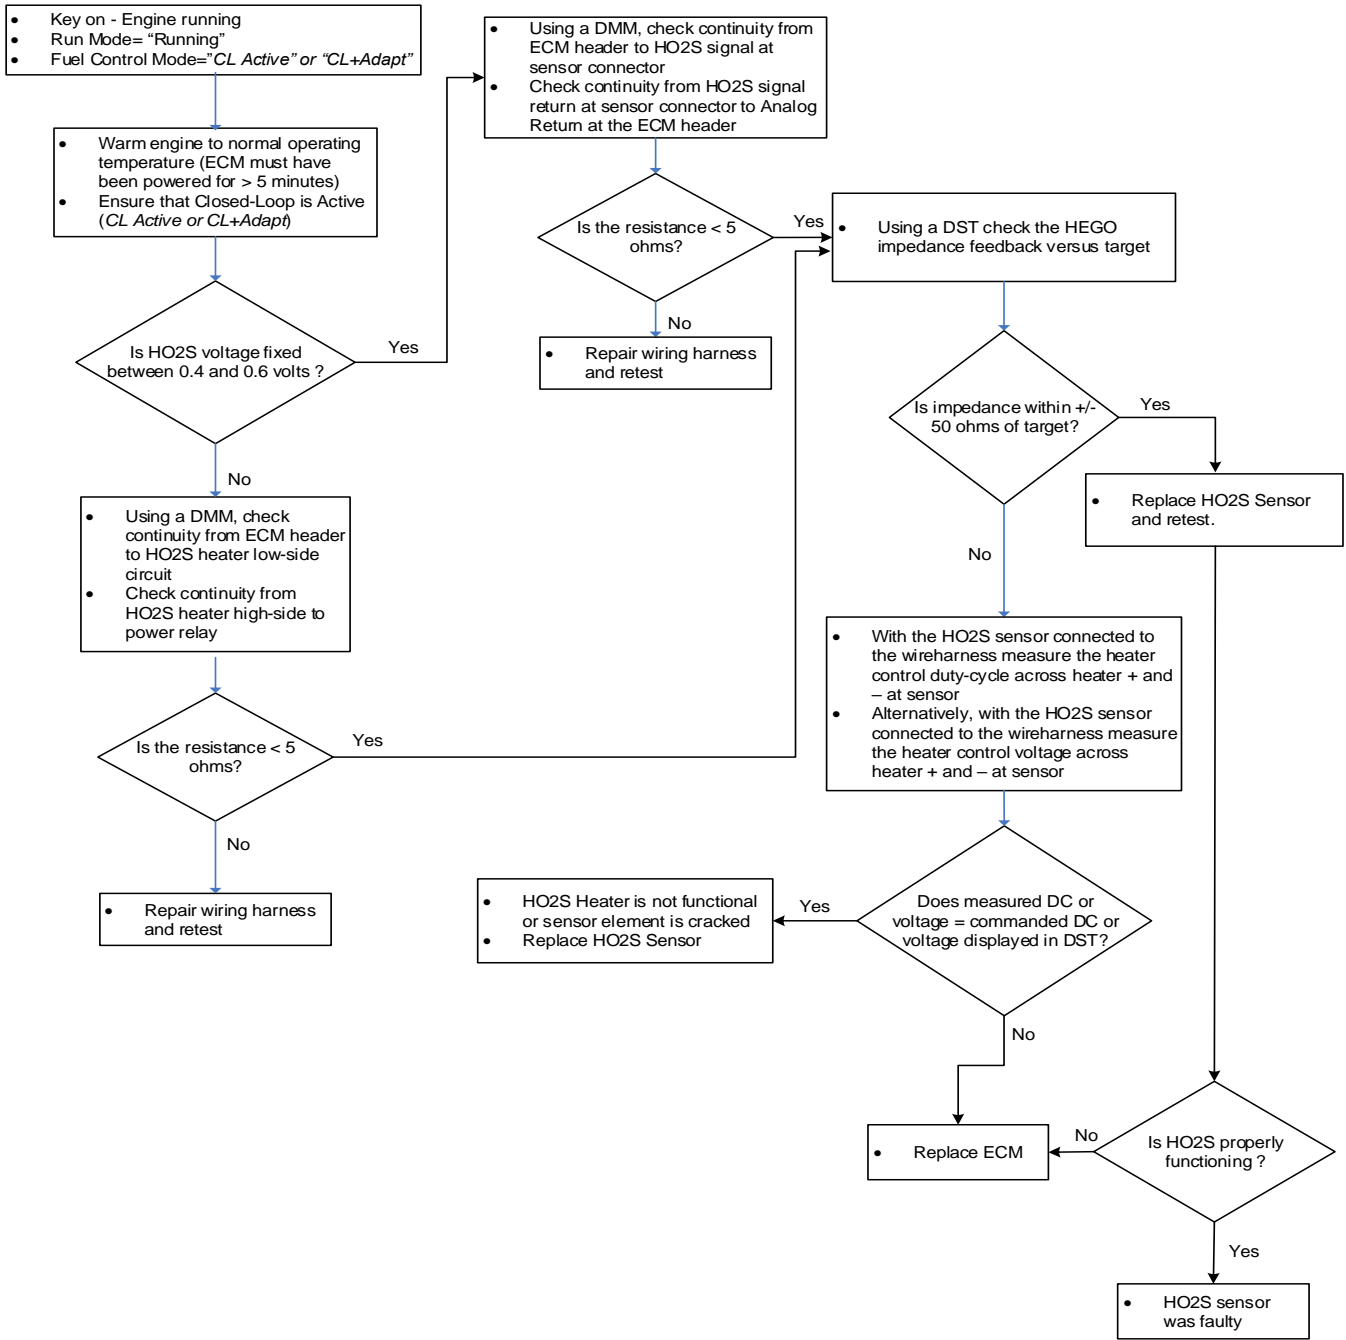 • Key on - Engine running
• Run Mode= “Running”
• Fuel Control Mode=”CL Active” or “CL+Adapt”
• Warm engine to normal operating
temperature (ECM must have
been powered for > 5 minutes)
• Ensure that Closed-Loop is Active
(CL Active or CL+Adapt)
Is HO2S voltage fixed
between 0.4 and 0.6 volts ?
Yes
No
• Using a DMM, check
continuity from ECM header
to HO2S heater low-side
circuit
• Check continuity from
HO2S heater high-side to
power relay
Is the resistance < 5
ohms?
Yes
No
• Repair wiring harness
and retest
• Using a DMM, check continuity from
ECM header to HO2S signal at
sensor connector
• Check continuity from HO2S signal
return at sensor connector to Analog
Return at the ECM header
Is the resistance < 5
ohms?
Yes
No
• Repair wiring harness
and retest
• Using a DST check the HEGO
impedance feedback versus target
Is impedance within +/-
50 ohms of target?
Yes
No
• Replace HO2S Sensor
and retest.
• With the HO2S sensor connected to
the wireharness measure the heater
control duty-cycle across heater + and
– at sensor
• Alternatively, with the HO2S sensor
connected to the wireharness measure
the heater control voltage across
heater + and – at sensor
Does measured DC or
voltage = commanded DC or
voltage displayed in DST?
Yes
No
• HO2S Heater is not functional
or sensor element is cracked
• Replace HO2S Sensor
• Replace ECM
Is HO2S properly
functioning ?
No
Yes
• HO2S sensor
was faulty